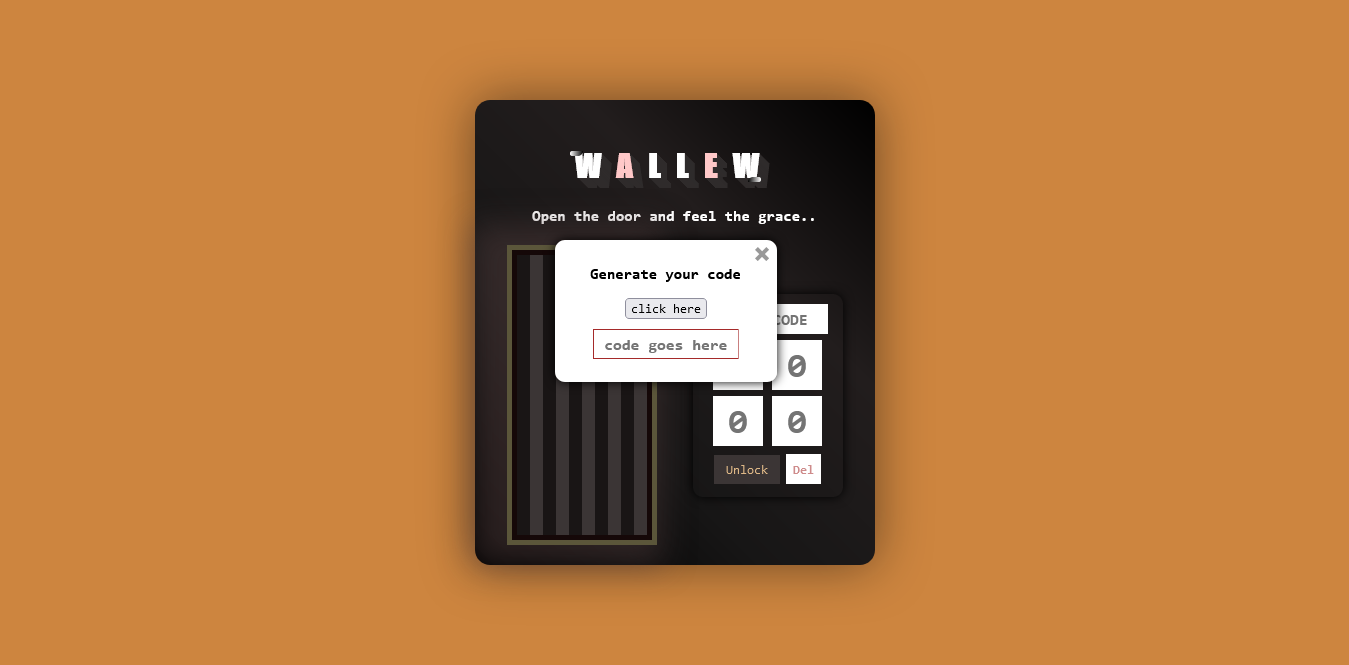 WALLEW
Open the door and feel the grace..
Generate your code
click here
code goes here
CODE
0
0 0
Unlock Del